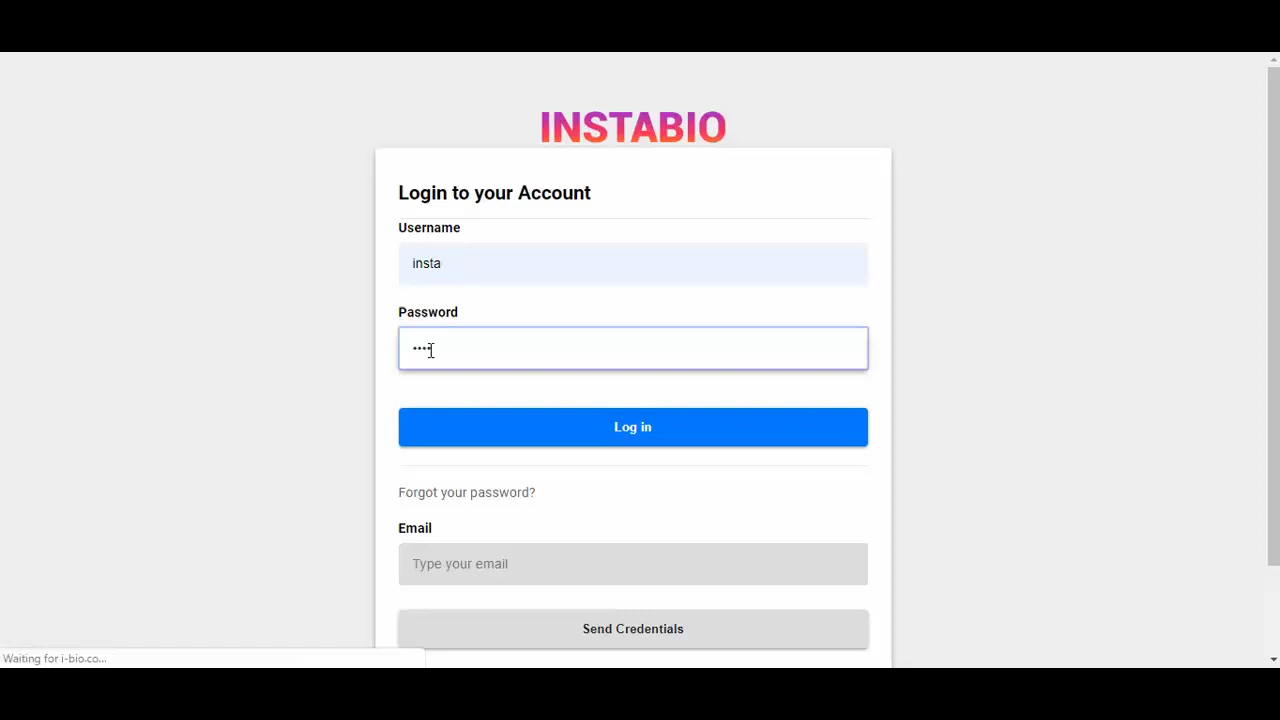 INSTABIO
Login to your Account
Username
insta
Password
••••
Log in
Forgot your password?
Email
Type your email
Send Credentials
Waiting for i-bio.co...